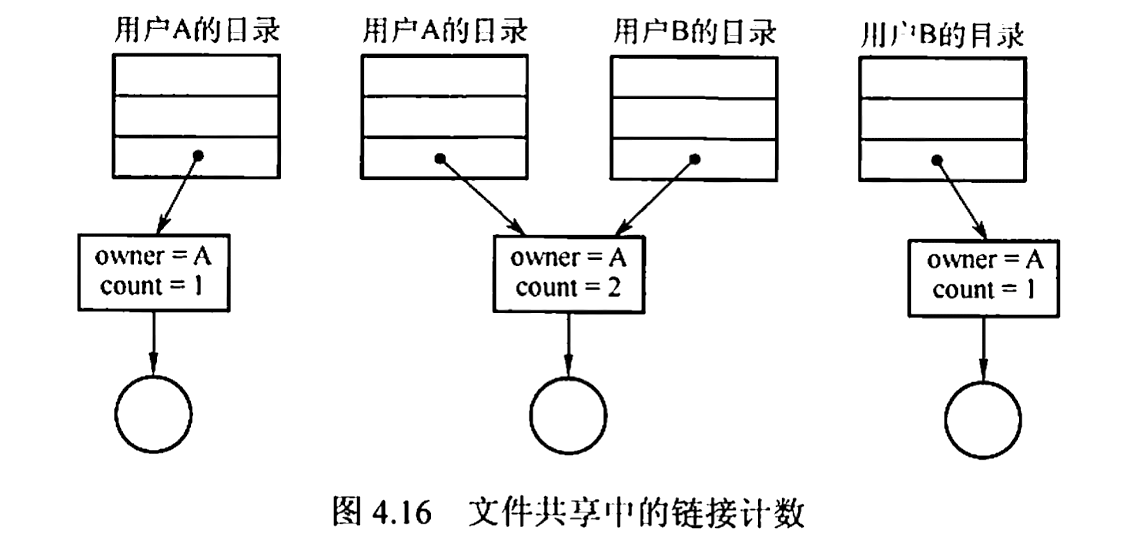 用户A的目录
用户A的目录
用户B的目录
用户B的目录
owner = A
count = 1
owner = A
count = 2
owner = A
count = 1
图 4.16 文件共享中的链接计数